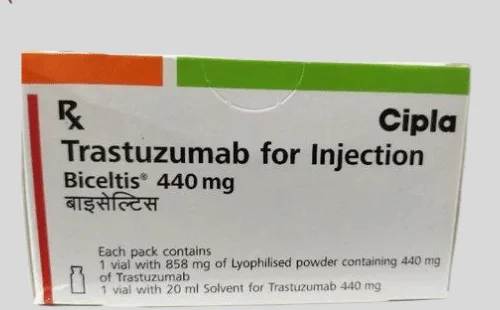 Rx
Cipla
Trastuzumab for Injection
Biceltis® 440 mg
बाइसेल्टिस
Each pack contains
1 vial with 858 mg of Lyophilised powder containing 440 mg
of Trastuzumab
1 vial with 20 ml Solvent for Trastuzumab 440 mg